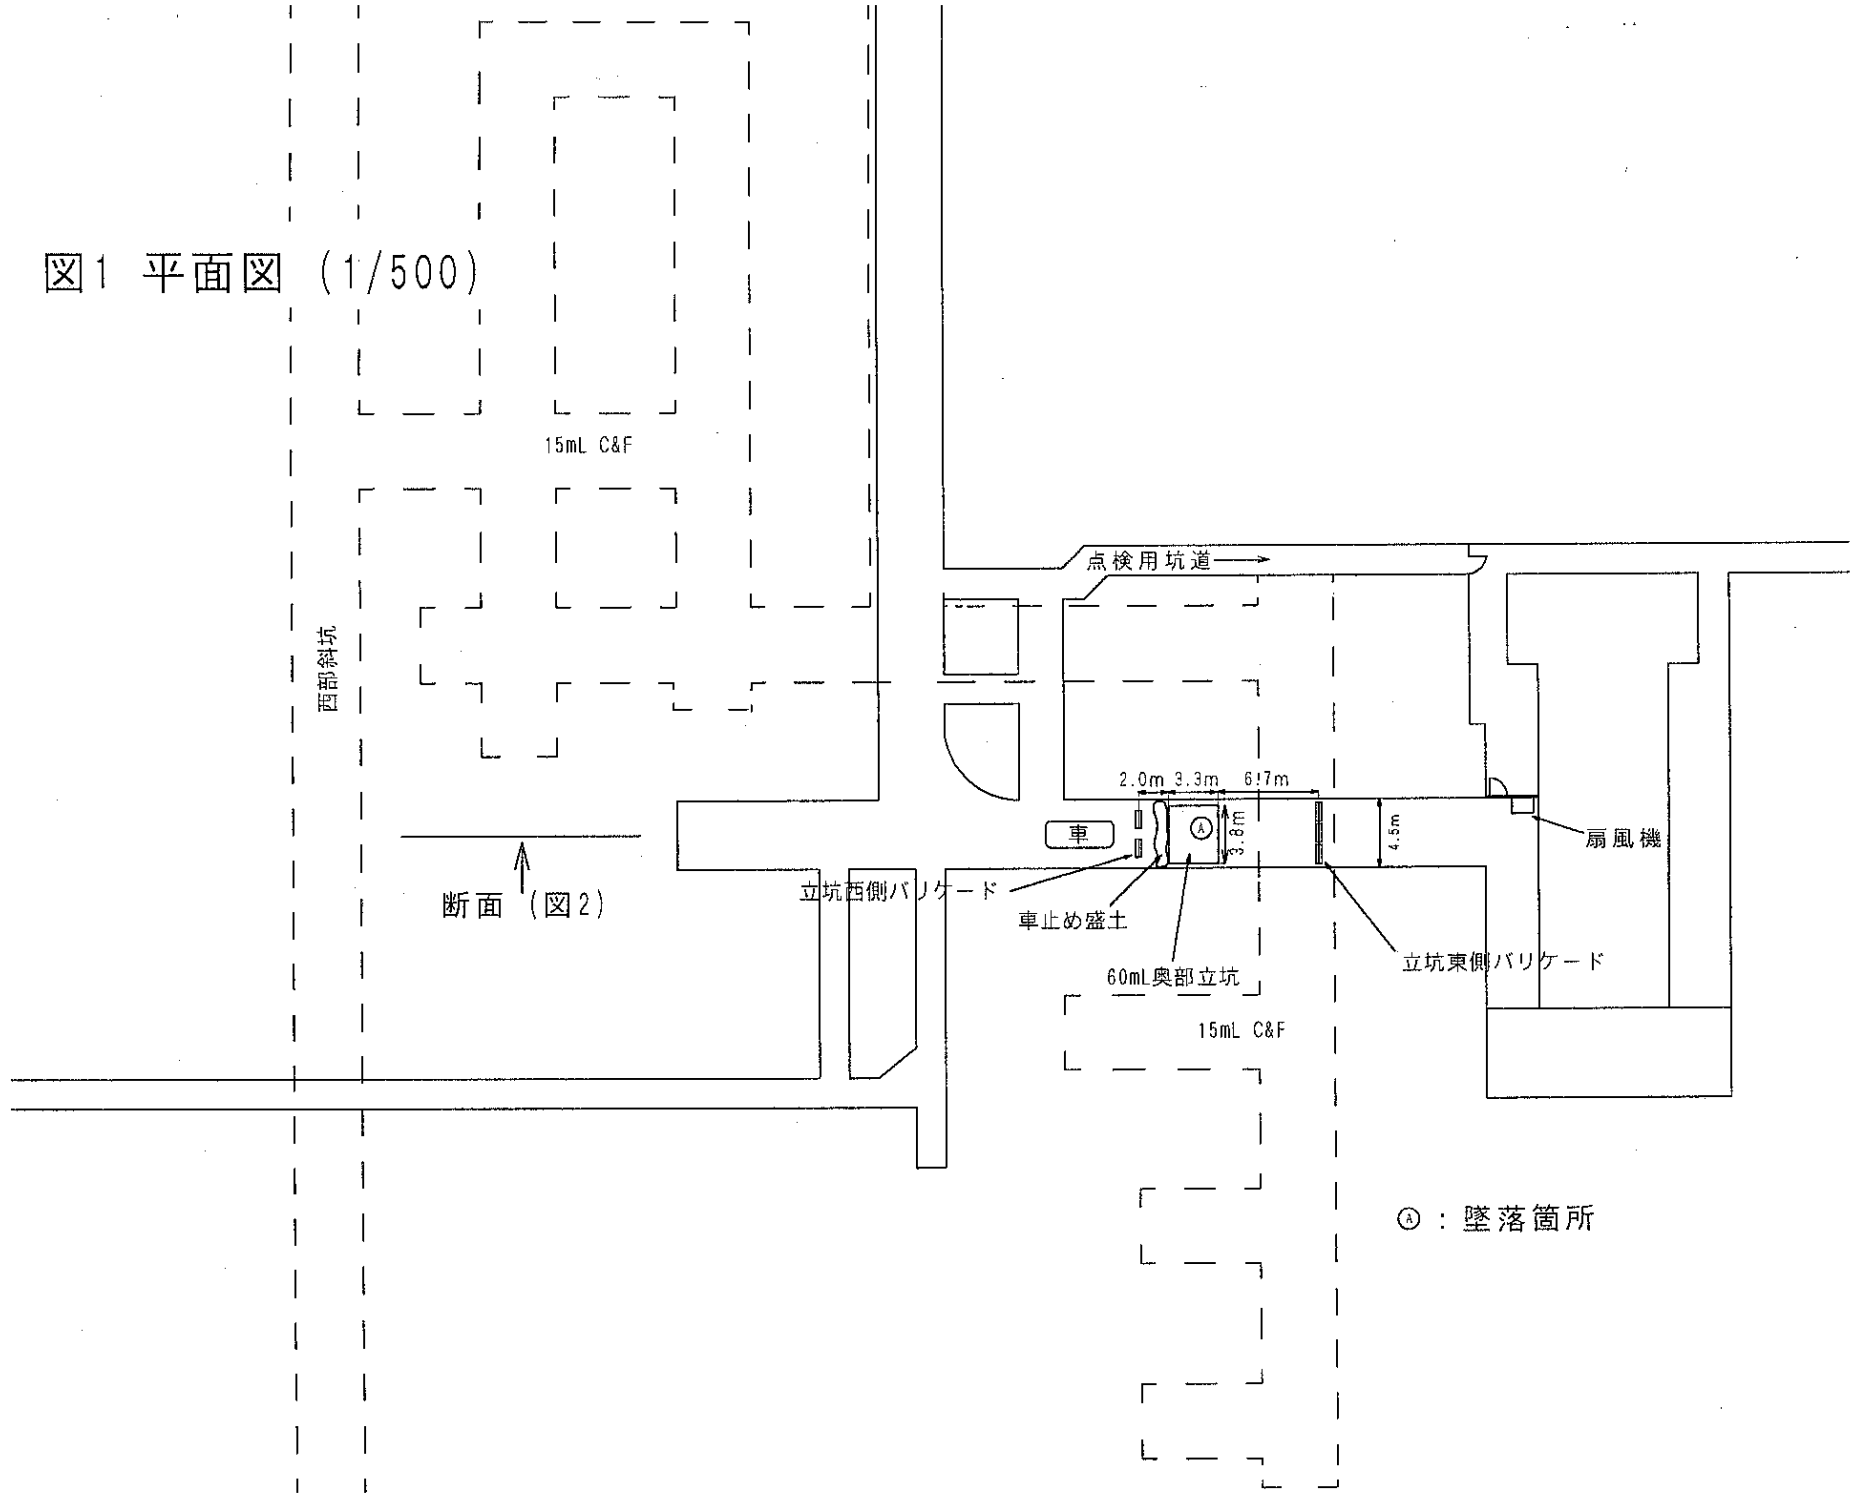 図1 平面図 (1/500)
15mL C&F
点検用坑道
西部斜坑
2.0m 3.3m 6.7m
車
A
3.8m
4.5m
扇風機
断面 (図2)
立坑西側バリケード
車止め盛土
60mL奥部立坑
立坑東側バリケード
15mL C&F
A : 墜落箇所